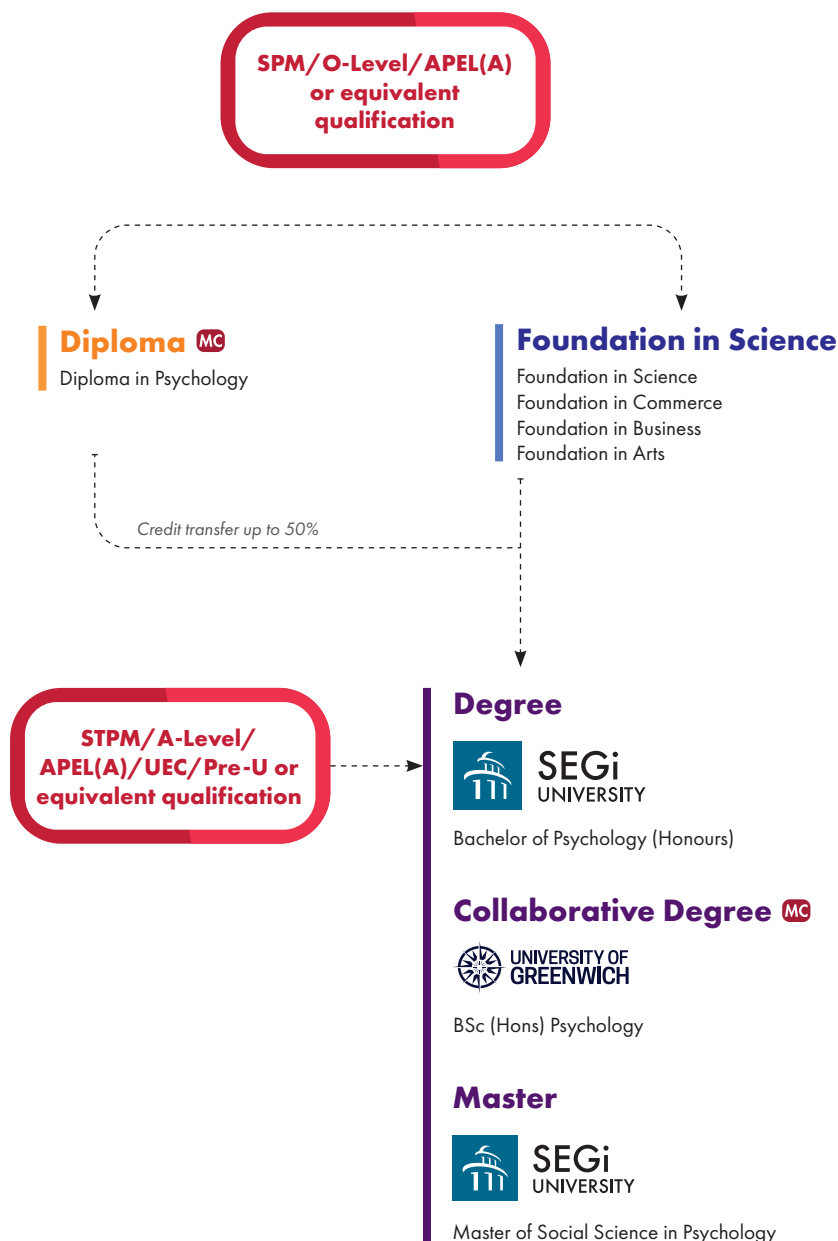 SPM/O-Level/APEL(A)
or equivalent
qualification
Diploma MC
Diploma in Psychology
Foundation in Science
Foundation in Science
Foundation in Commerce
Foundation in Business
Foundation in Arts
Credit transfer up to 50%
STPM/A-Level/
APEL(A)/UEC/Pre-U or
equivalent qualification
Degree
SEGi
UNIVERSITY
Bachelor of Psychology (Honours)
Collaborative Degree MC
UNIVERSITY OF
GREENWICH
BSc (Hons) Psychology
Master
SEGi
UNIVERSITY
Master of Social Science in Psychology